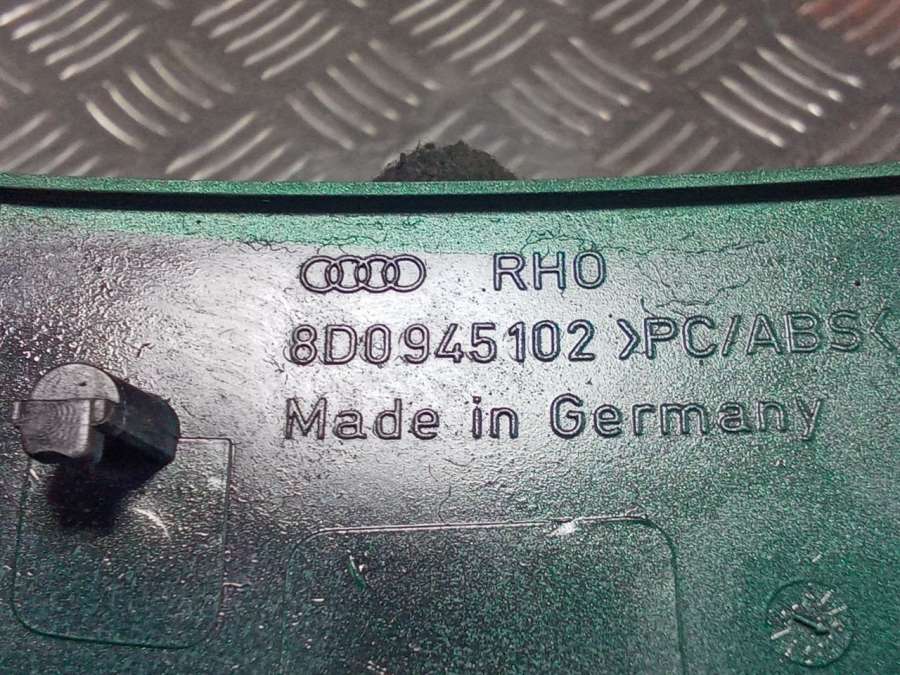 RHO
8D0945102 >PC/ABS<
Made in Germany